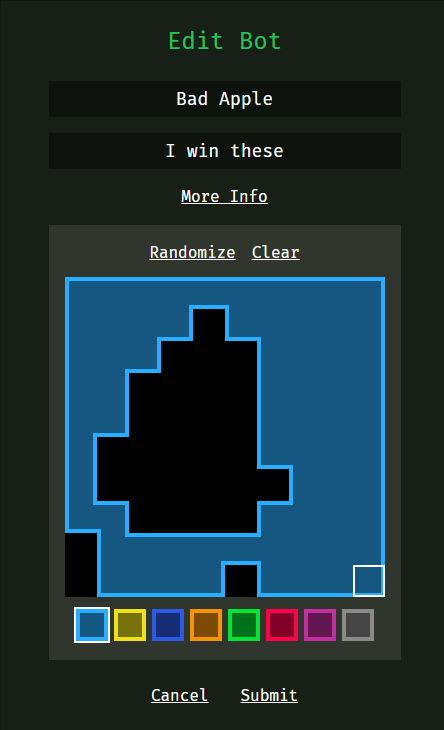 Edit Bot
Bad Apple
I win these
More Info
Randomize Clear
Cancel Submit